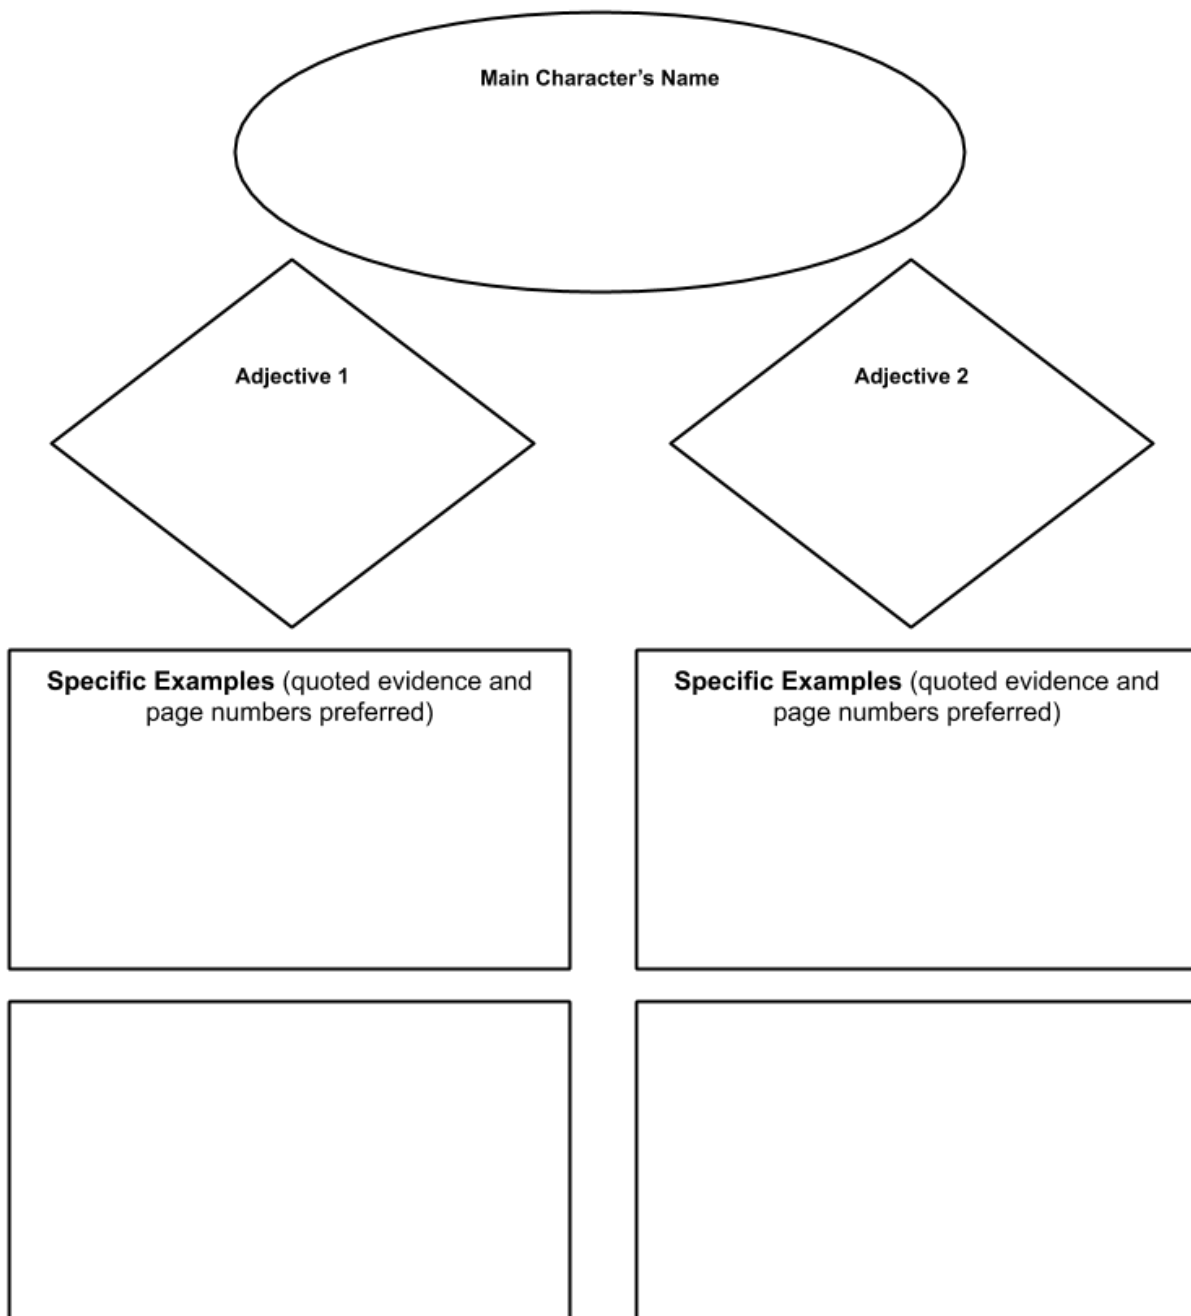 Main Character’s Name
Adjective 1
Adjective 2
Specific Examples (quoted evidence and
page numbers preferred)
Specific Examples (quoted evidence and
page numbers preferred)